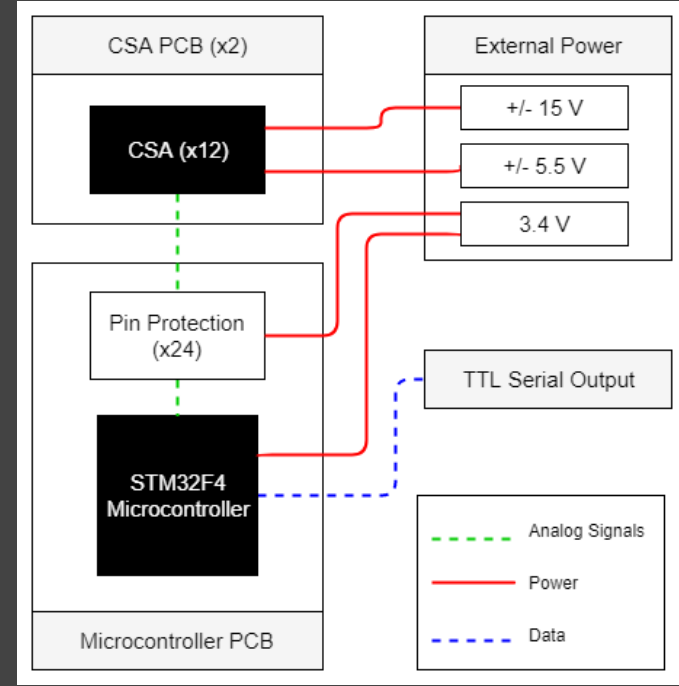 CSA PCB (x2)
CSA (x12)
External Power
+/- 15 V
+/- 5.5 V
3.4 V
Pin Protection
(x24)
STM32F4
Microcontroller
Microcontroller PCB
TTL Serial Output
Analog Signals
Power
Data